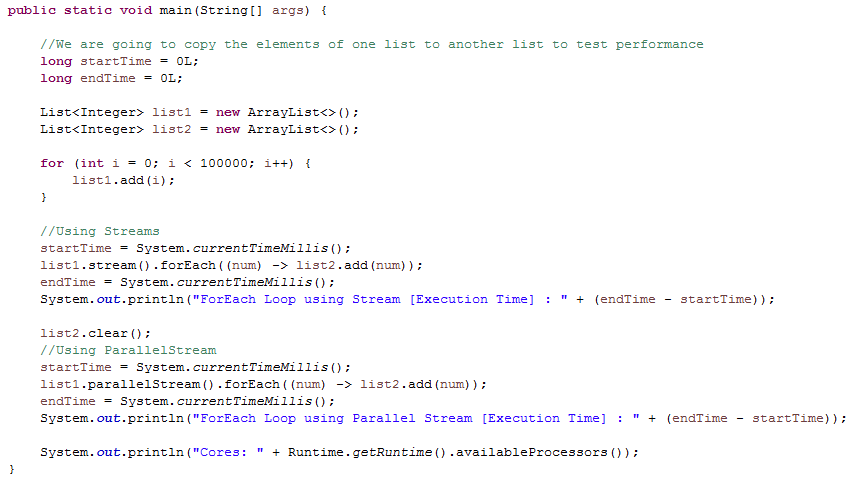 public static void main(String[] args) {
//We are going to copy the elements of one list to another list to test performance
long startTime = 0L;
long endTime = 0L;
List<Integer> list1 = new ArrayList<>();
List<Integer> list2 = new ArrayList<>();
for (int i = 0; i < 100000; i++) {
list1.add(i);
}
//Using Streams
startTime = System.currentTimeMillis();
list1.stream().forEach((num) -> list2.add(num));
endTime = System.currentTimeMillis();
System.out.println("ForEach Loop using Stream [Execution Time] : " + (endTime - startTime));
list2.clear();
//Using ParallelStream
startTime = System.currentTimeMillis();
list1.parallelStream().forEach((num) -> list2.add(num));
endTime = System.currentTimeMillis();
System.out.println("ForEach Loop using Parallel Stream [Execution Time] : " + (endTime - startTime));
System.out.println("Cores: " + Runtime.getRuntime().availableProcessors());
}